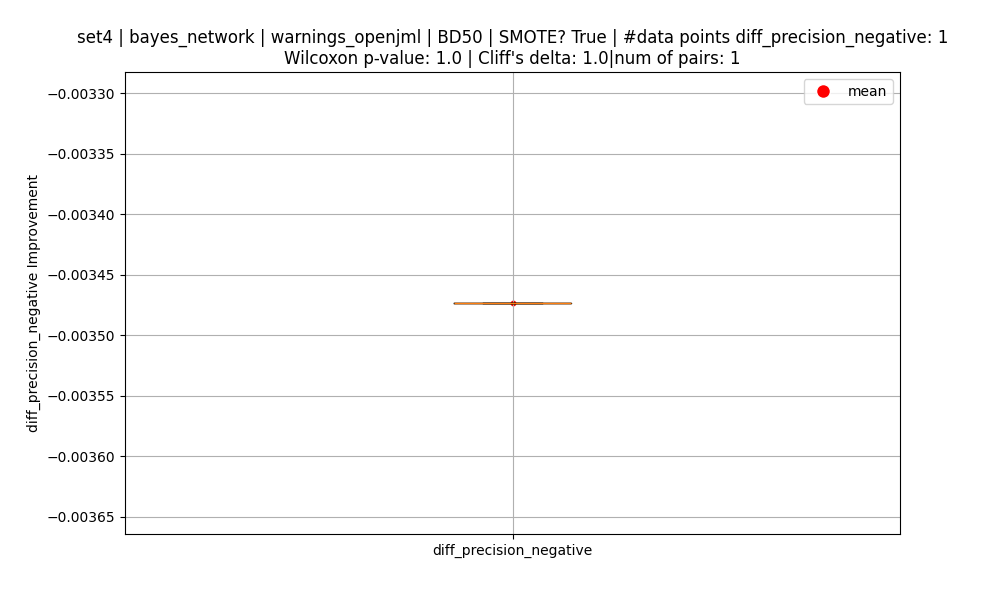 set4 | bayes_network | warnings_openjml | BD50 | SMOTE? True | #data points diff_precision_negative: 1
Wilcoxon p-value: 1.0 | Cliff's delta: 1.0|num of pairs: 1
mean
−0.00330
−0.00335
−0.00340
−0.00345
−0.00350
−0.00355
−0.00360
−0.00365
diff_precision_negative Improvement
diff_precision_negative